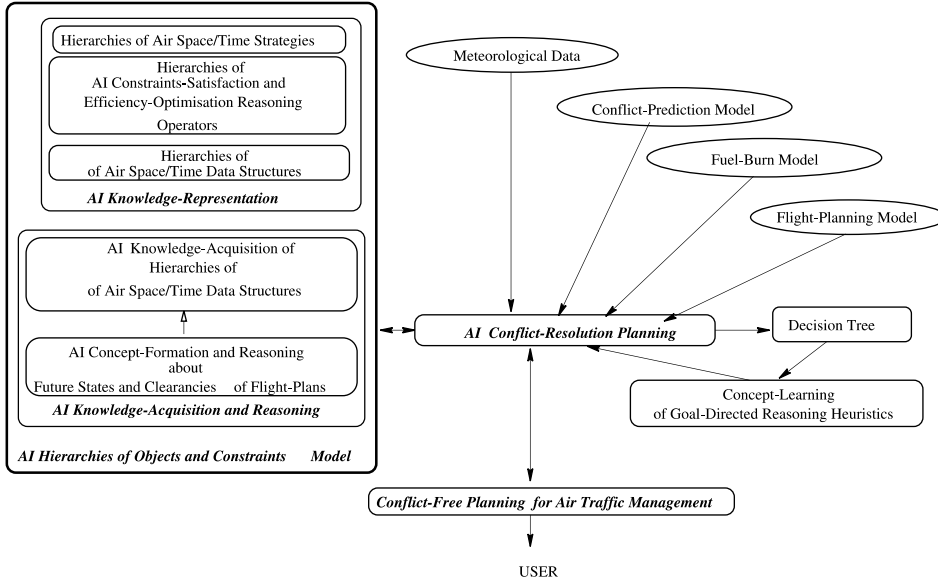 Hierarchies of Air Space/Time Strategies
Hierarchies of
AI Constraints-Satisfaction and
Efficiency-Optimisation Reasoning
Operators
Hierarchies of
of Air Space/Time Data Structures
AI Knowledge-Representation
AI Knowledge-Acquisition of
Hierarchies of
of Air Space/Time Data Structures
AI Concept-Formation and Reasoning
about
Future States and Clearancies of Flight-Plans
AI Knowledge-Acquisition and Reasoning
AI Hierarchies of Objects and Constraints Model
Meteorological Data
Conflict-Prediction Model
Fuel-Burn Model
Flight-Planning Model
AI Conflict-Resolution Planning
Decision Tree
Concept-Learning
of Goal-Directed Reasoning Heuristics
Conflict-Free Planning for Air Traffic Management
USER